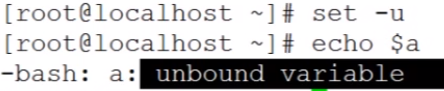 [root@localhost ~]# set -u
[root@localhost ~]# echo $a
-bash: a: unbound variable